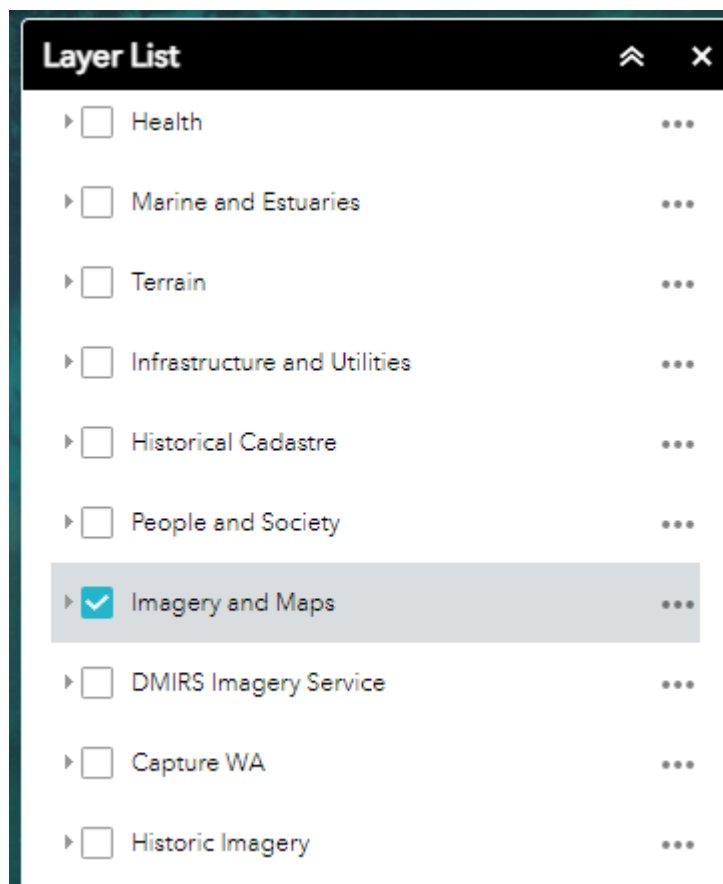 Layer List
Health
Marine and Estuaries
Terrain
Infrastructure and Utilities
Historical Cadastre
People and Society
Imagery and Maps
DMIRS Imagery Service
Capture WA
Historic Imagery